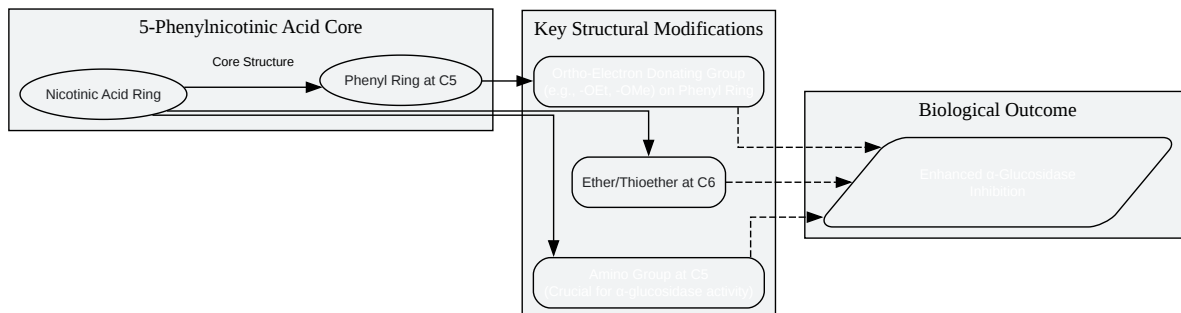 5-Phenylnicotinic Acid Core
Nicotinic Acid Ring
Core Structure
Phenyl Ring at C5
Key Structural Modifications
Ortho-Electron Donating Group
(e.g., -OEt, -OMe) on Phenyl Ring
Ether/Thioether at C6
Amino Group at C5
(Crucial for α-glucosidase activity)
Biological Outcome
Enhanced α-Glucosidase
Inhibition